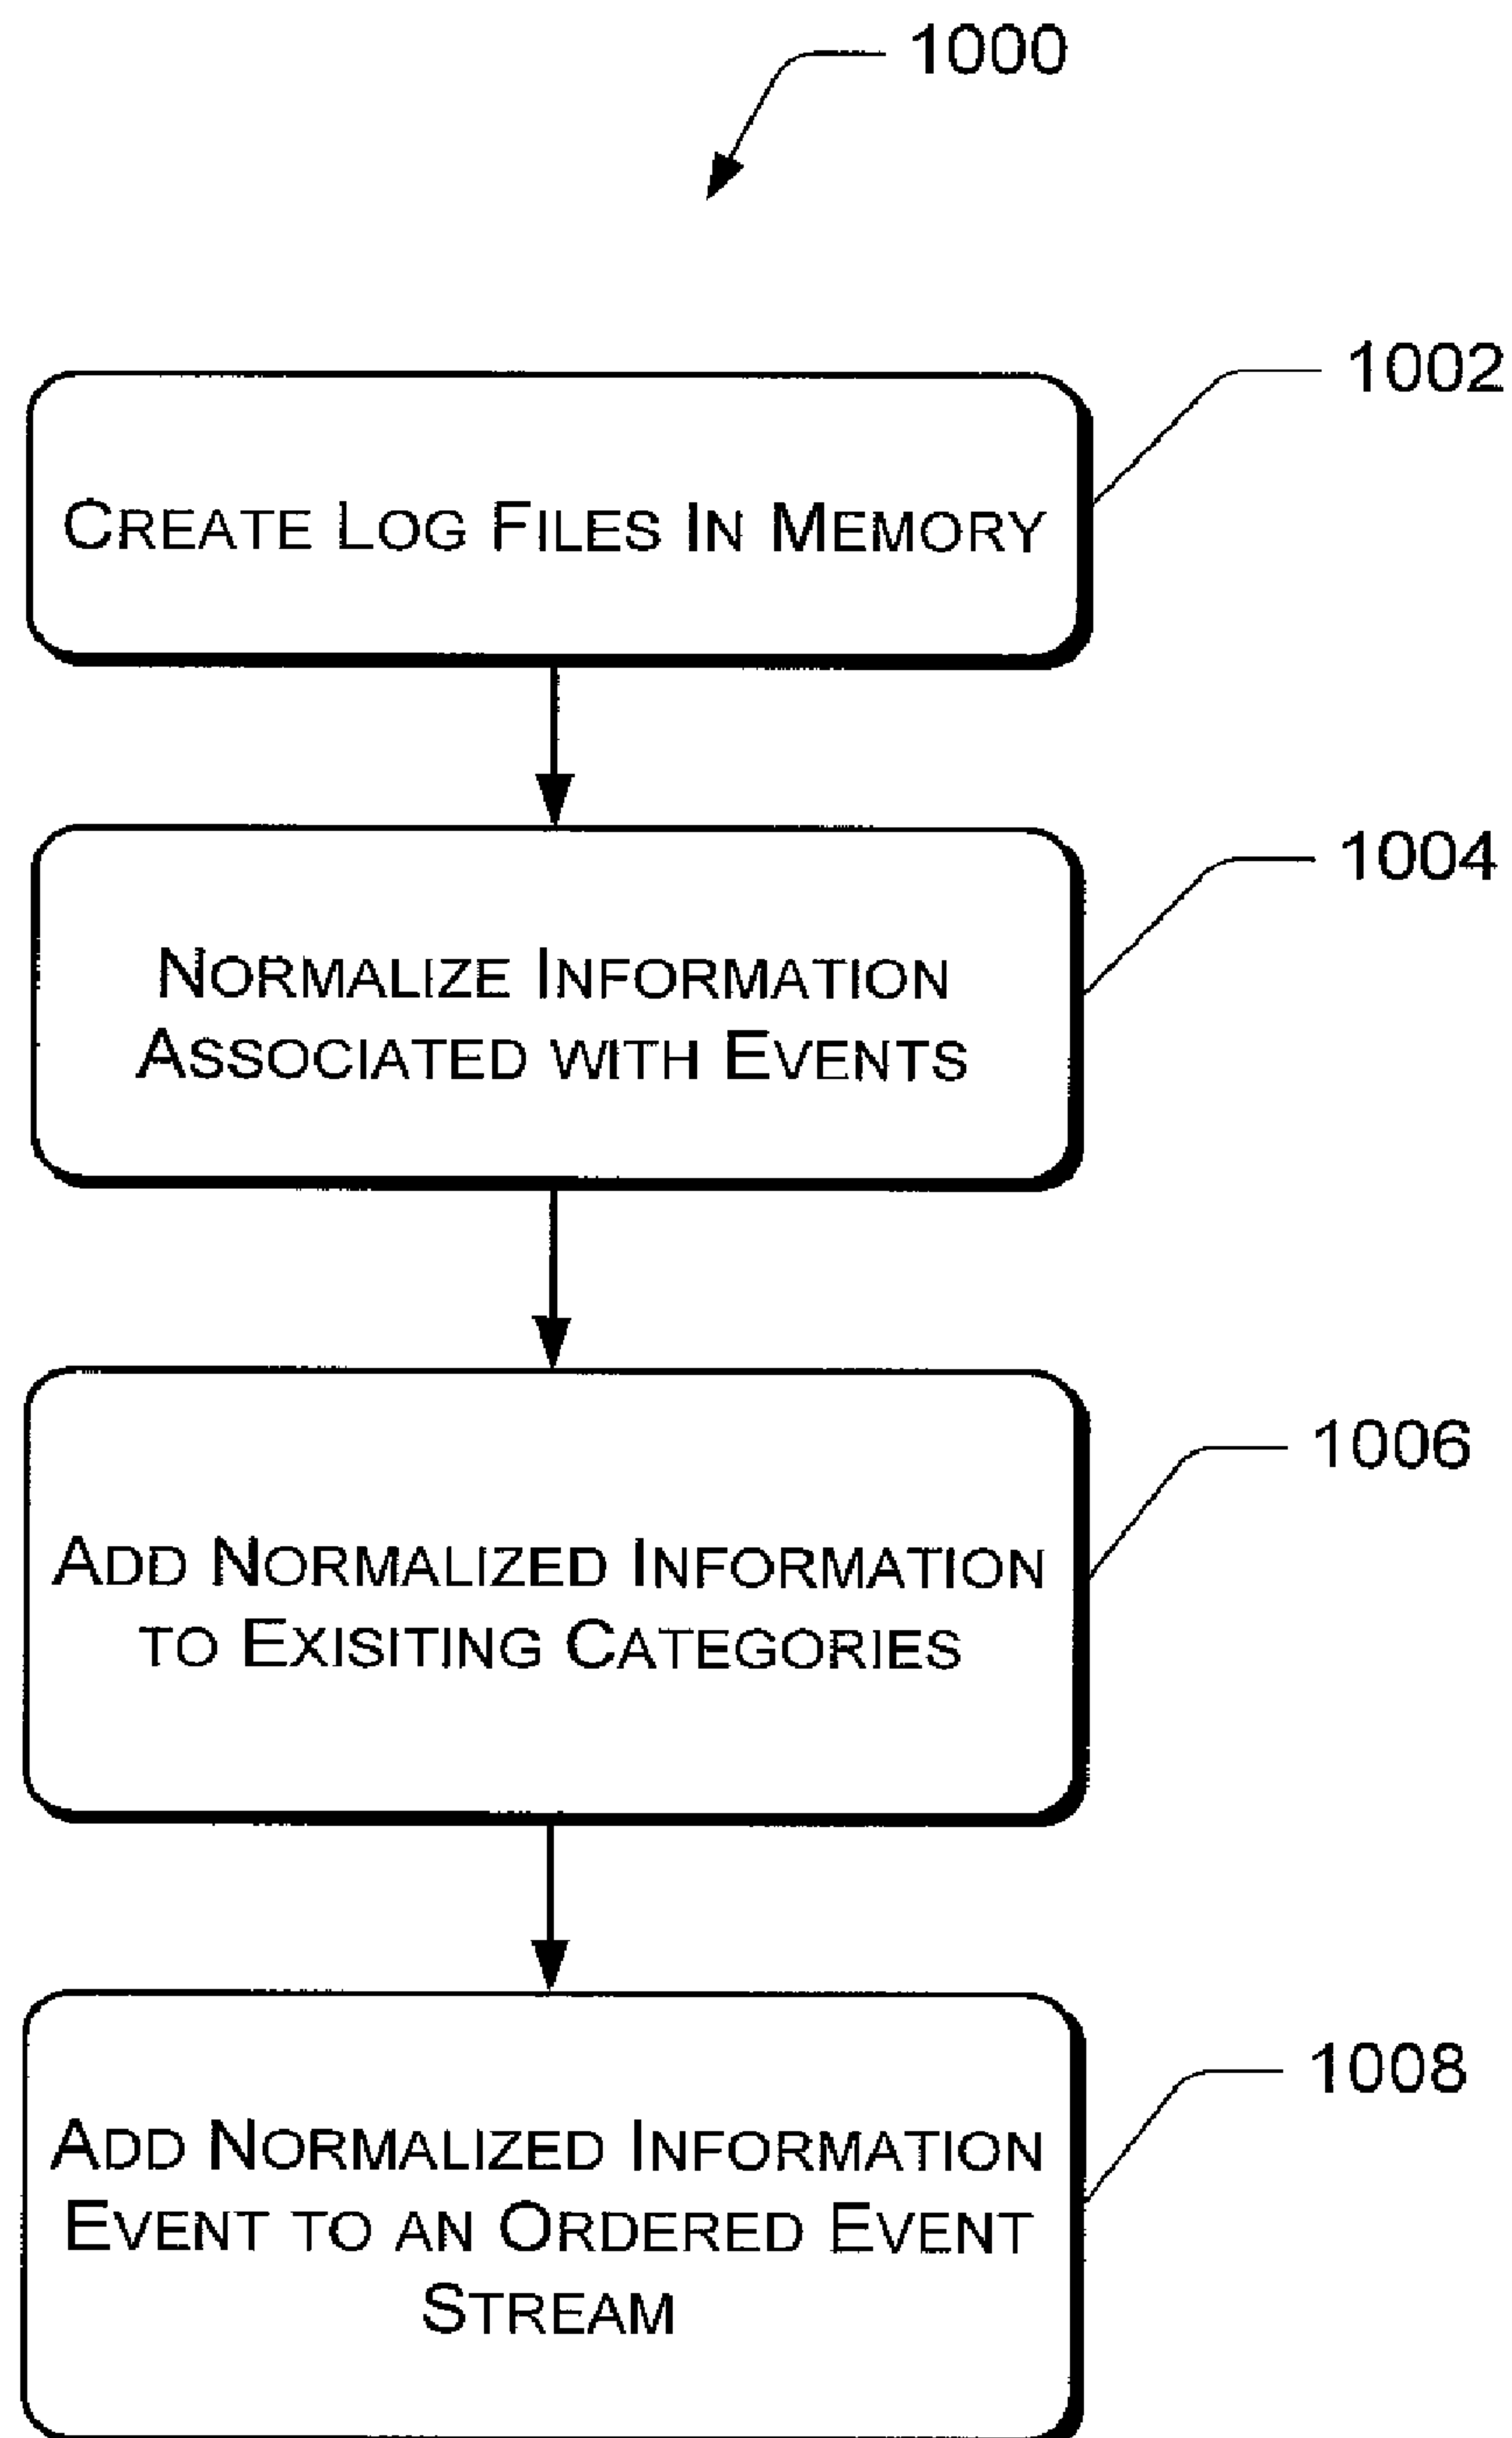 1000
1002
CREATE LOG FILES IN MEMORY
1004
NORMALIZE INFORMATION
ASSOCIATED WITH EVENTS
1006
ADD NORMALIZED INFORMATION
TO EXISITING CATEGORIES
1008
ADD NORMALIZED INFORMATION
EVENT TO AN ORDERED EVENT
STREAM